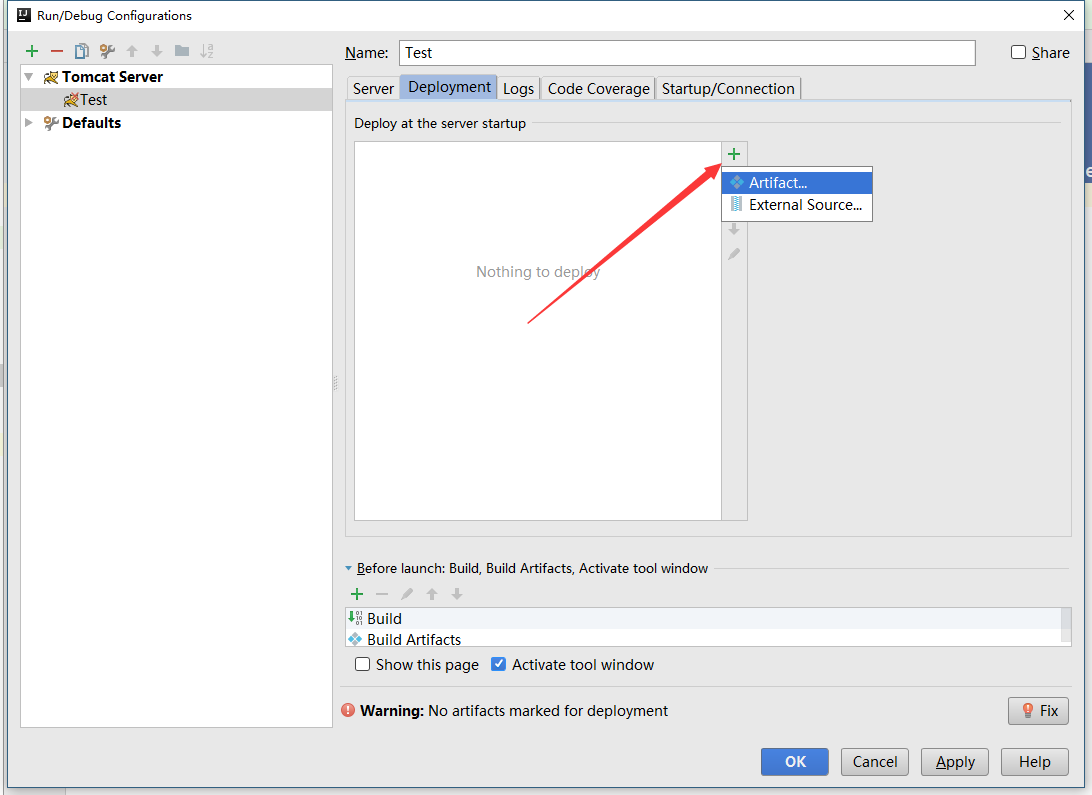 Run/Debug Configurations
Name: Test Share
Tomcat Server
Test
Defaults
Server Deployment Logs Code Coverage Startup/Connection
Deploy at the server startup
Artifact...
External Source...
Nothing to deploy
Before launch: Build, Build Artifacts, Activate tool window
Build
Build Artifacts
Show this page Activate tool window
Warning: No artifacts marked for deployment
Fix
OK Cancel Apply Help